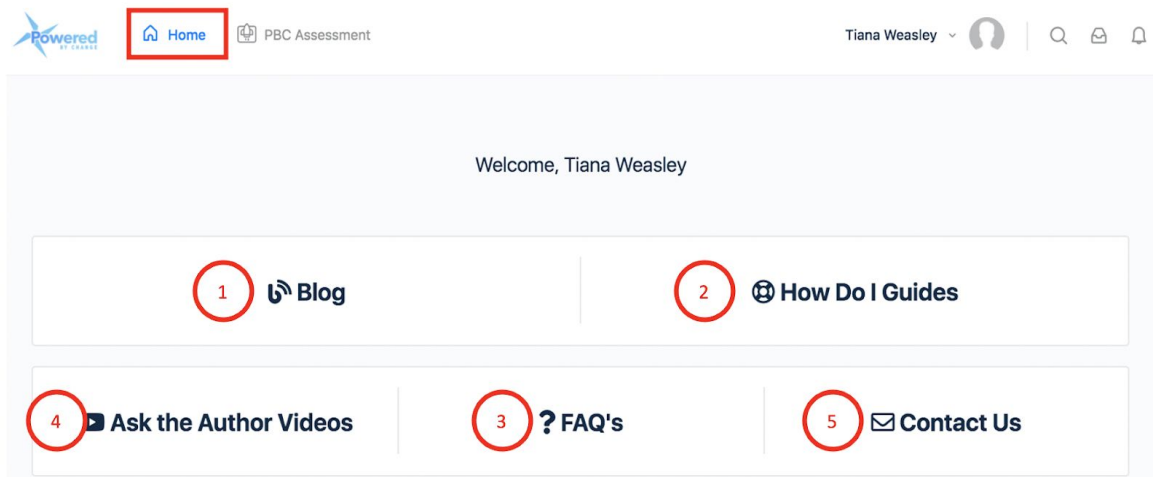 Powered
BY CHANGE
Home
PBC Assessment
Tiana Weasley
Welcome, Tiana Weasley
1 Blog
2 How Do I Guides
4 Ask the Author Videos
3 ? FAQ's
5 Contact Us